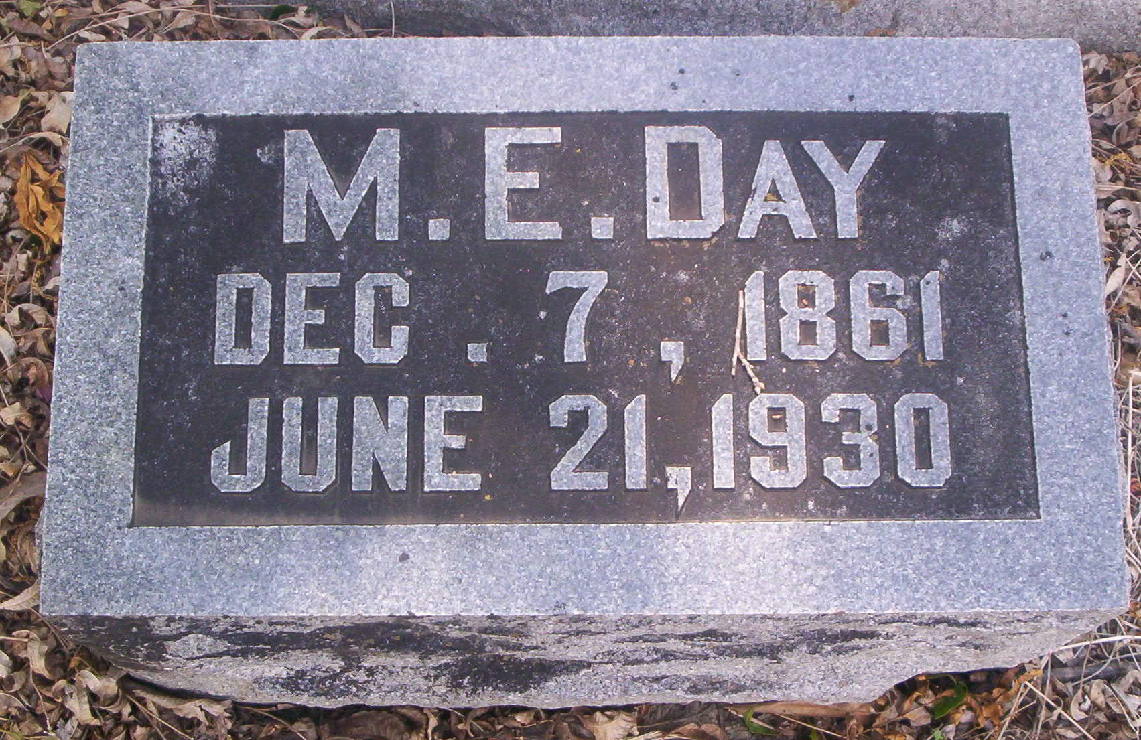 M. E. DAY
DEC. 7, 1861
JUNE 21, 1930